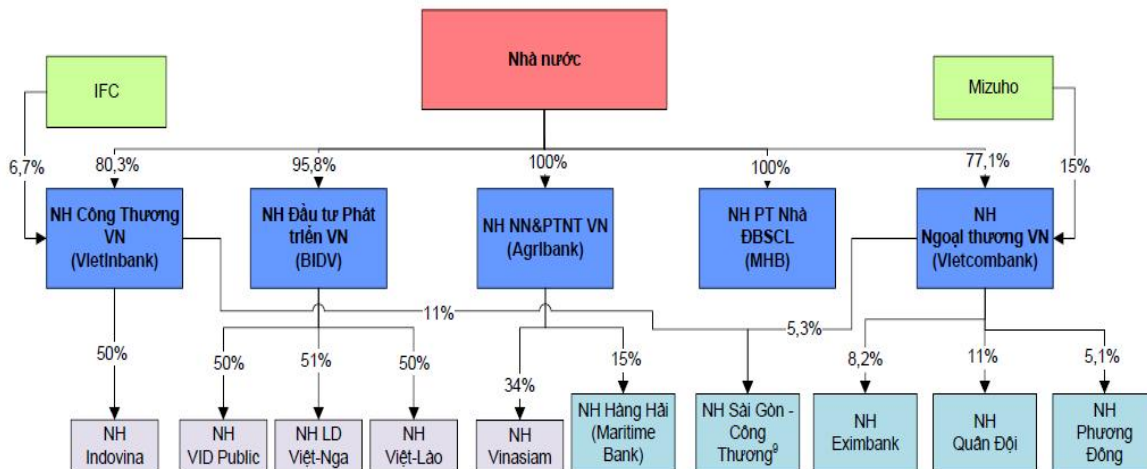 Nhà nước
IFC
Mizuho
6,7%
80,3%
95,8%
100%
100%
77,1%
15%
NH Công Thương
VN
(VietInbank)
NH Đầu tư Phát
triển VN
(BIDV)
NH NN&PTNT VN
(AgrIbank)
NH PT Nhà
ĐBSCL
(MHB)
NH
Ngoại thương VN
(Vietcombank)
11%
5,3%
50%
50%
51%
50%
34%
15%
8,2%
11%
5,1%
NH
Indovina
NH
VID Public
NH LD
Việt-Nga
NH
Việt-Lào
NH
Vinasiam
NH Hàng Hải
(Maritime
Bank)
NH Sài Gòn -
Công
Thương⁹
NH
Eximbank
NH
Quân Đội
NH
Phương
Đông